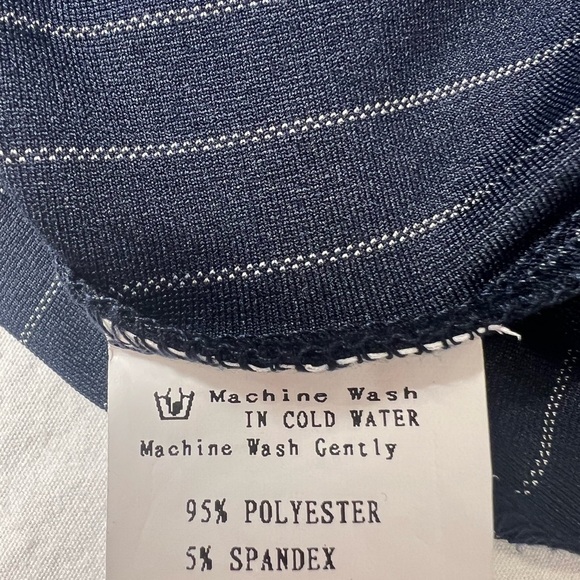 Machine Wash
IN COLD WATER
Machine Wash Gently
95% POLYESTER
5% SPANDEX